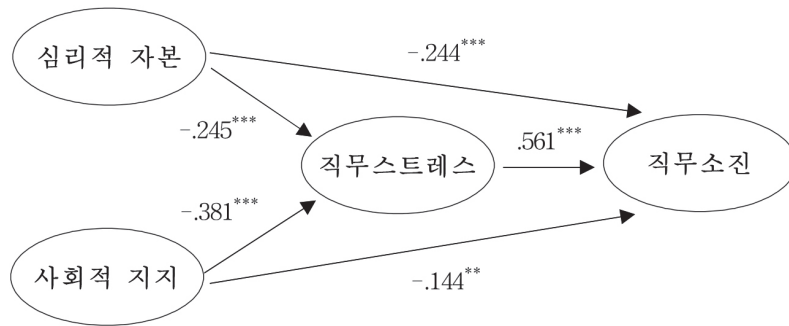 심리적 자본
-.244***
-.245***
직무스트레스
.561***
직무소진
-.381***
사회적 지지
-.144**